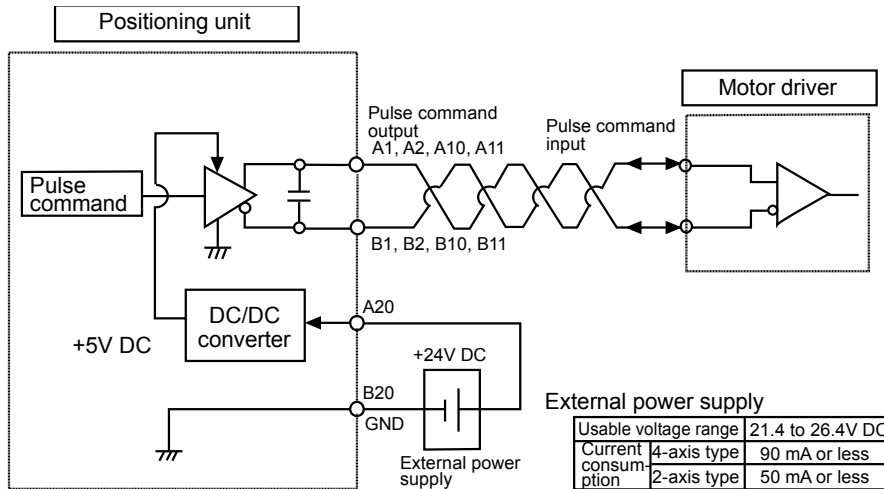 Positioning unit
Motor driver
Pulse command
output
A1, A2, A10, A11
Pulse command
input
Pulse
command
B1, B2, B10, B11
DC/DC
converter
+5V DC
A20
+24V DC
B20
GND
External power
supply
External power supply
Usable voltage range 21.4 to 26.4V DC
Current
consum-
ption
4-axis type 90 mA or less
2-axis type 50 mA or less